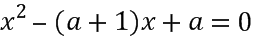 x² – (a + 1)x + a = 0